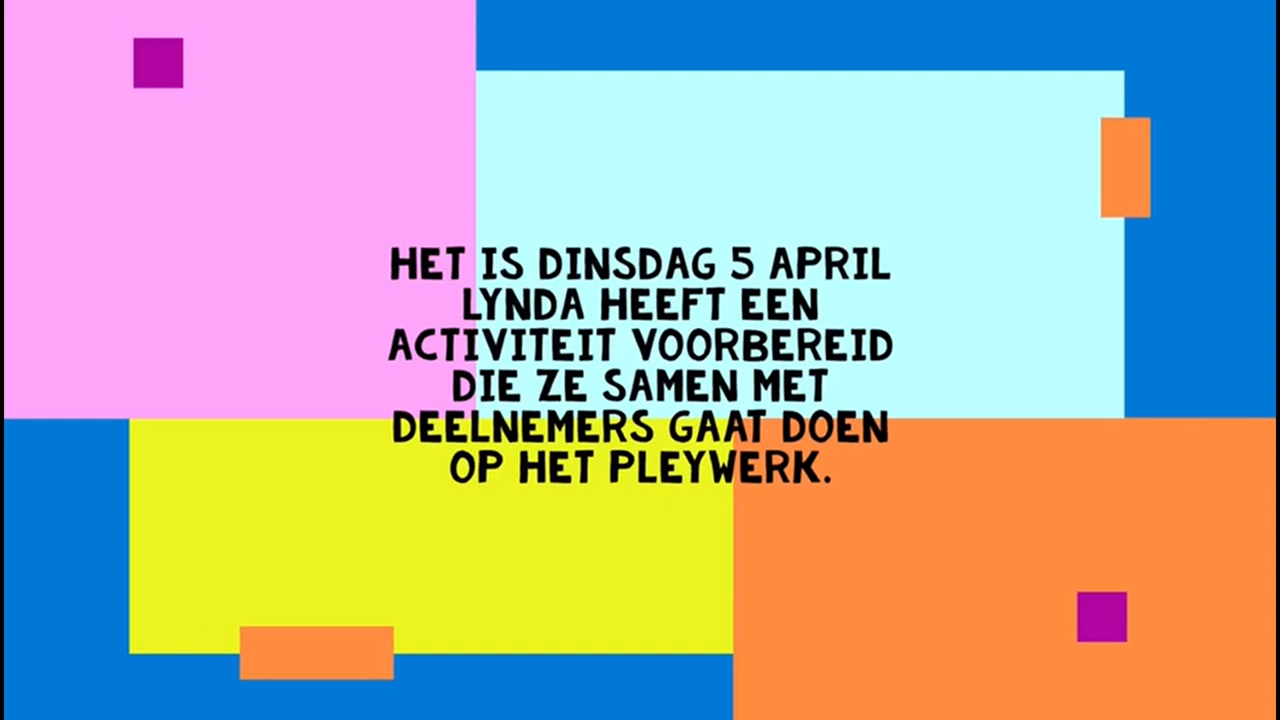 HET IS DINSDAG 5 APRIL
LYNDA HEEFT EEN
ACTIVITEIT VOORBEREID
DIE ZE SAMEN MET
DEELNEMERS GAAT DOEN
OP HET PLEYWERK.